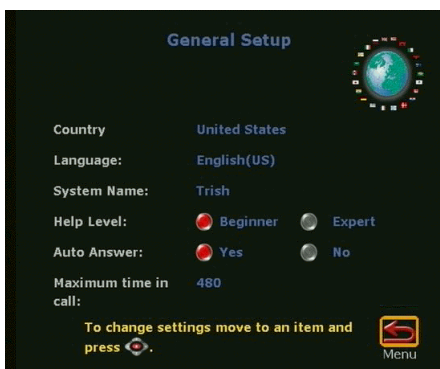 General Setup
Country United States
Language: English(US)
System Name: Trish
Help Level: Beginner Expert
Auto Answer: Yes No
Maximum time in 480
call:
To change settings move to an item and
press .
Menu